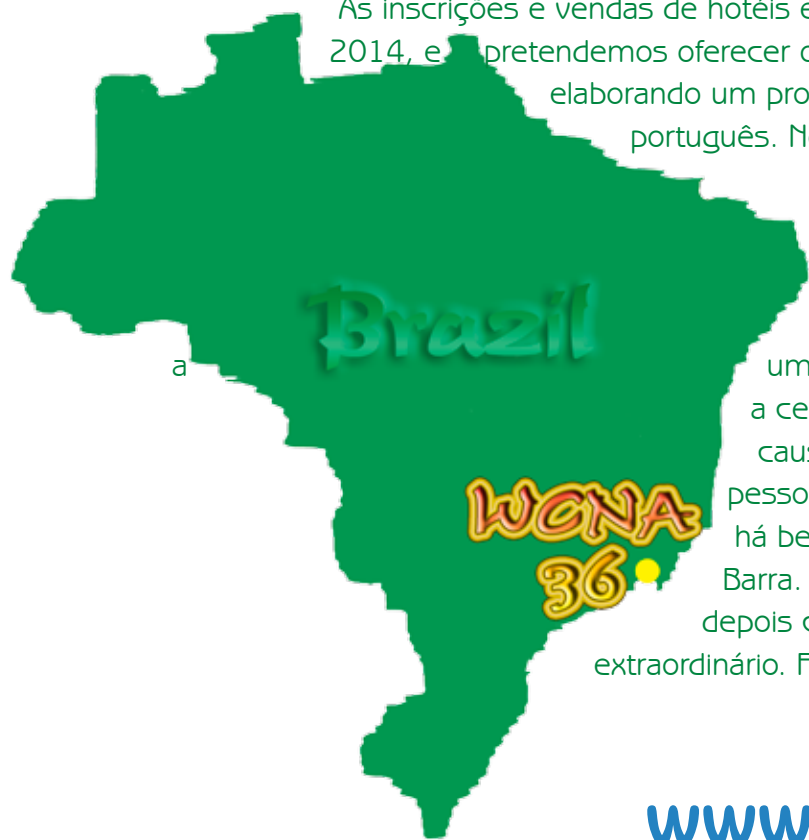 As inscrições e vendas de hotéis e
2014, e pretendemos oferecer
elaborando um pro
português. N
Brazil
a um
a ce
caus
pesso
WCNA
há be
36
Barra.
depois
extraordinário. F
www